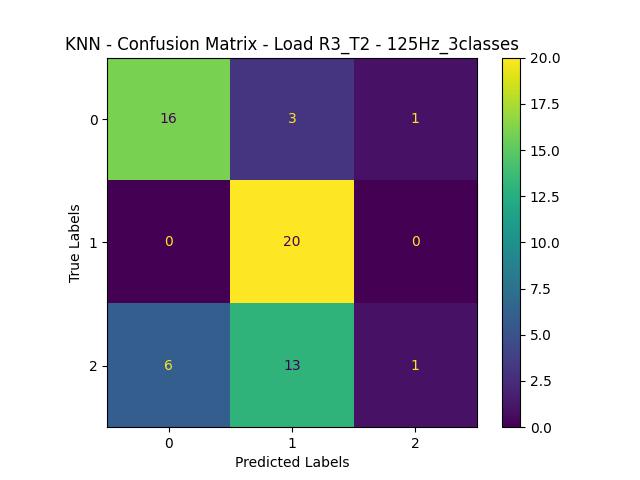 KNN - Confusion Matrix - Load R3_T2 - 125Hz_3classes
True Labels
0 16 3 1
1 0 20 0
2 6 13 1
0 1 2
Predicted Labels
20.0
17.5
15.0
12.5
10.0
7.5
5.0
2.5
0.0